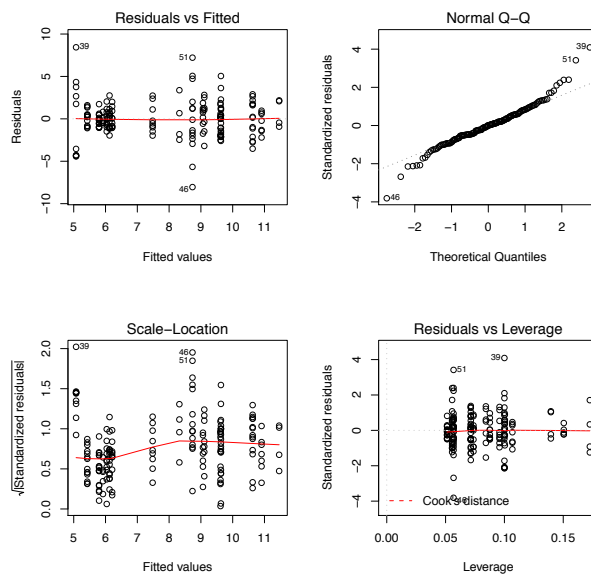 Residuals vs Fitted
Residuals
10
5
0
−5
−10
39
51
46
5 6 7 8 9 10 11
Fitted values
Normal Q−Q
Standardized residuals
4
2
0
−2
−4
39
51
46
−2 −1 0 1 2
Theoretical Quantiles
Scale−Location
√|Standardized residuals|
2.0
1.5
1.0
0.5
0.0
39
46
51
5 6 7 8 9 10 11
Fitted values
Residuals vs Leverage
Standardized residuals
4
2
0
−2
−4
39
51
46
Cook's distance
0.00 0.05 0.10 0.15
Leverage